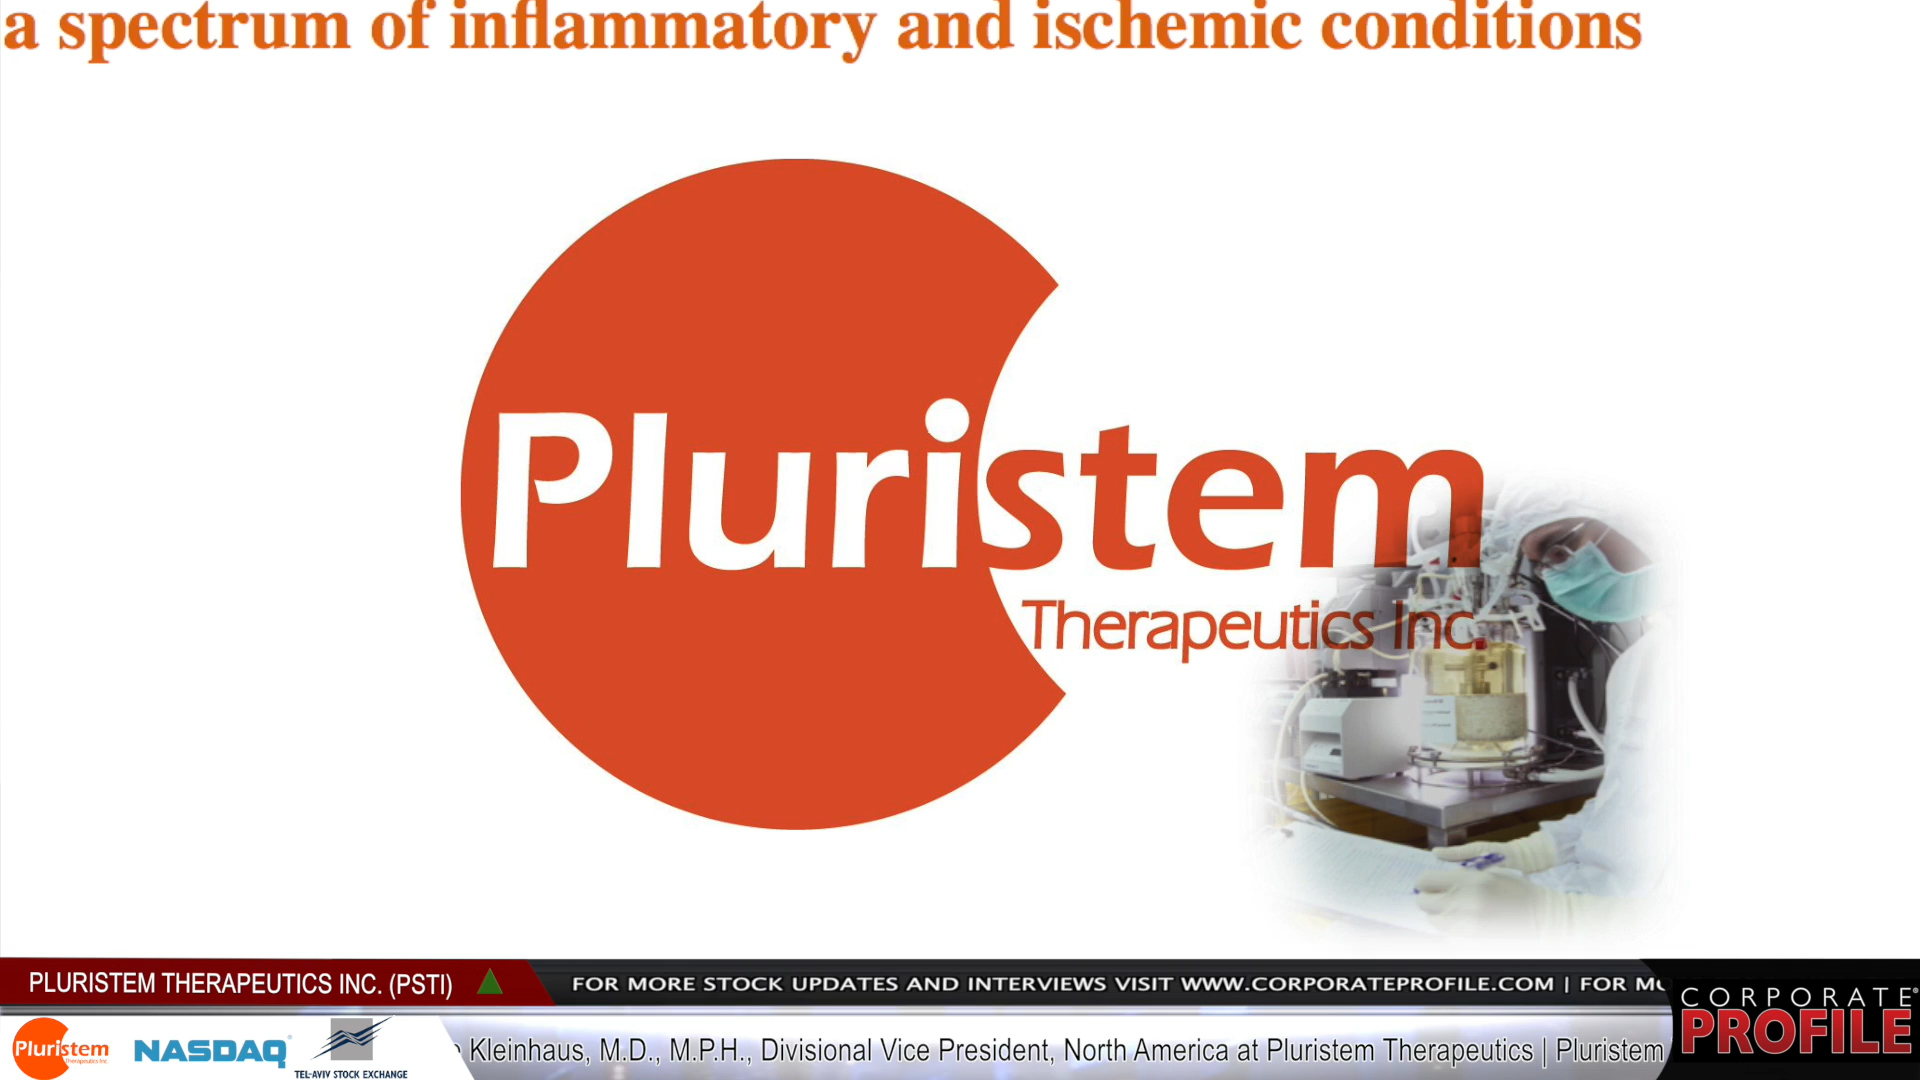 a spectrum of inflammatory and ischemic conditions
Pluristem
Therapeutics Inc.
PLURISTEM THERAPEUTICS INC. (PSTI)
FOR MORE STOCK UPDATES AND INTERVIEWS VISIT WWW.CORPORATEPROFILE.COM | FOR
CORPORATE
PROFILE
Pluristem
Therapeutics Inc.
NASDAQ
TEL-AVIV STOCK EXCHANGE
Kleinhaus, M.D., M.P.H., Divisional Vice President, North America at Pluristem Therapeutics | Pluristem